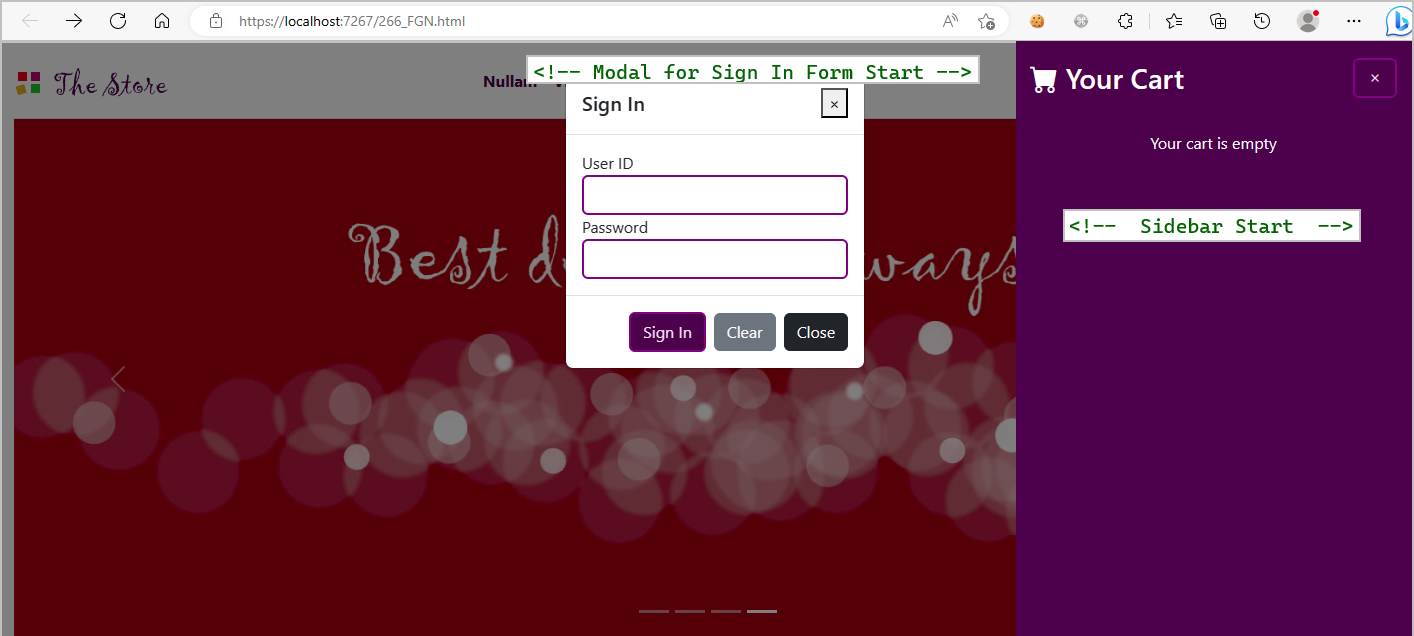 https://localhost:7267/266_FGN.html
The Store
<!-- Modal for Sign In Form Start -->
Sign In
×
User ID
Password
Sign In
Clear
Close
Best
Your Cart
×
Your cart is empty
<!--  Sidebar Start  -->